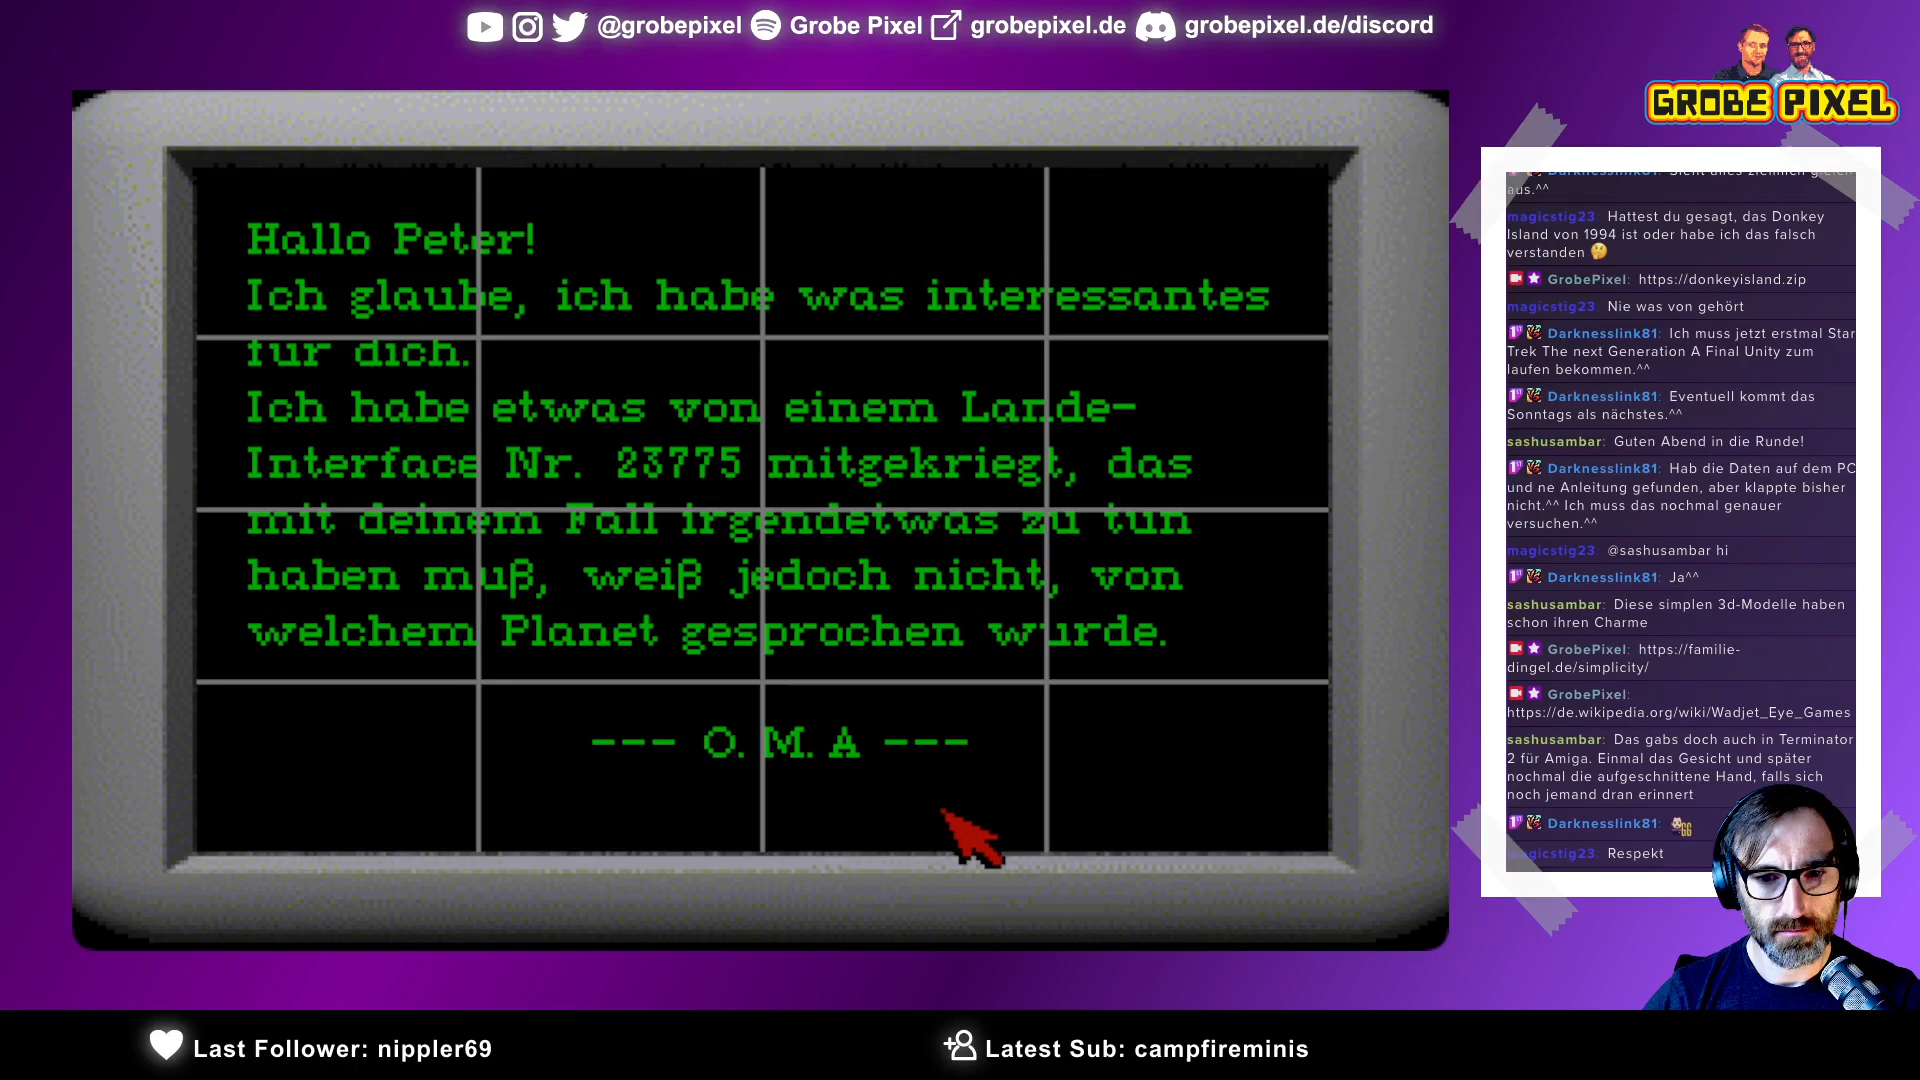 @grobepixel Grobe Pixel grobepixel.de grobepixel.de/discord
GROBE PIXEL
Hallo Peter!
Ich glaube, ich habe was interessantes
für dich.
Ich habe etwas von einem Lande-
Interface Nr. 23775 mitgekriegt, das
mit deinem Fall irgendetwas zu tun
haben muß, weiß jedoch nicht, von
welchem Planet gesprochen wurde.
--- O. M. A ---
Darknesslink81: Sieht alles ziemlich gleich
aus.^^
magicstig23: Hattest du gesagt, das Donkey
Island von 1994 ist oder habe ich das falsch
verstanden 🤔
GrobePixel: https://donkeyisland.zip
magicstig23: Nie was von gehört
Darknesslink81: Ich muss jetzt erstmal Star
Trek The next Generation A Final Unity zum
laufen bekommen.^^
Darknesslink81: Eventuell kommt das
Sonntags als nächstes.^^
sashusambar: Guten Abend in die Runde!
Darknesslink81: Hab die Daten auf dem PC
und ne Anleitung gefunden, aber klappte bisher
nicht.^^ Ich muss das nochmal genauer
versuchen.^^
magicstig23: @sashusambar hi
Darknesslink81: Ja^^
sashusambar: Diese simplen 3d-Modelle haben
schon ihren Charme
GrobePixel: https://familie-
dingel.de/simplicity/
GrobePixel:
https://de.wikipedia.org/wiki/Wadjet_Eye_Games
sashusambar: Das gabs doch auch in Terminator
2 für Amiga. Einmal das Gesicht und später
nochmal die aufgeschnittene Hand, falls sich
noch jemand dran erinnert
Darknesslink81: GG
magicstig23: Respekt
Last Follower: nippler69
Latest Sub: campfireminis